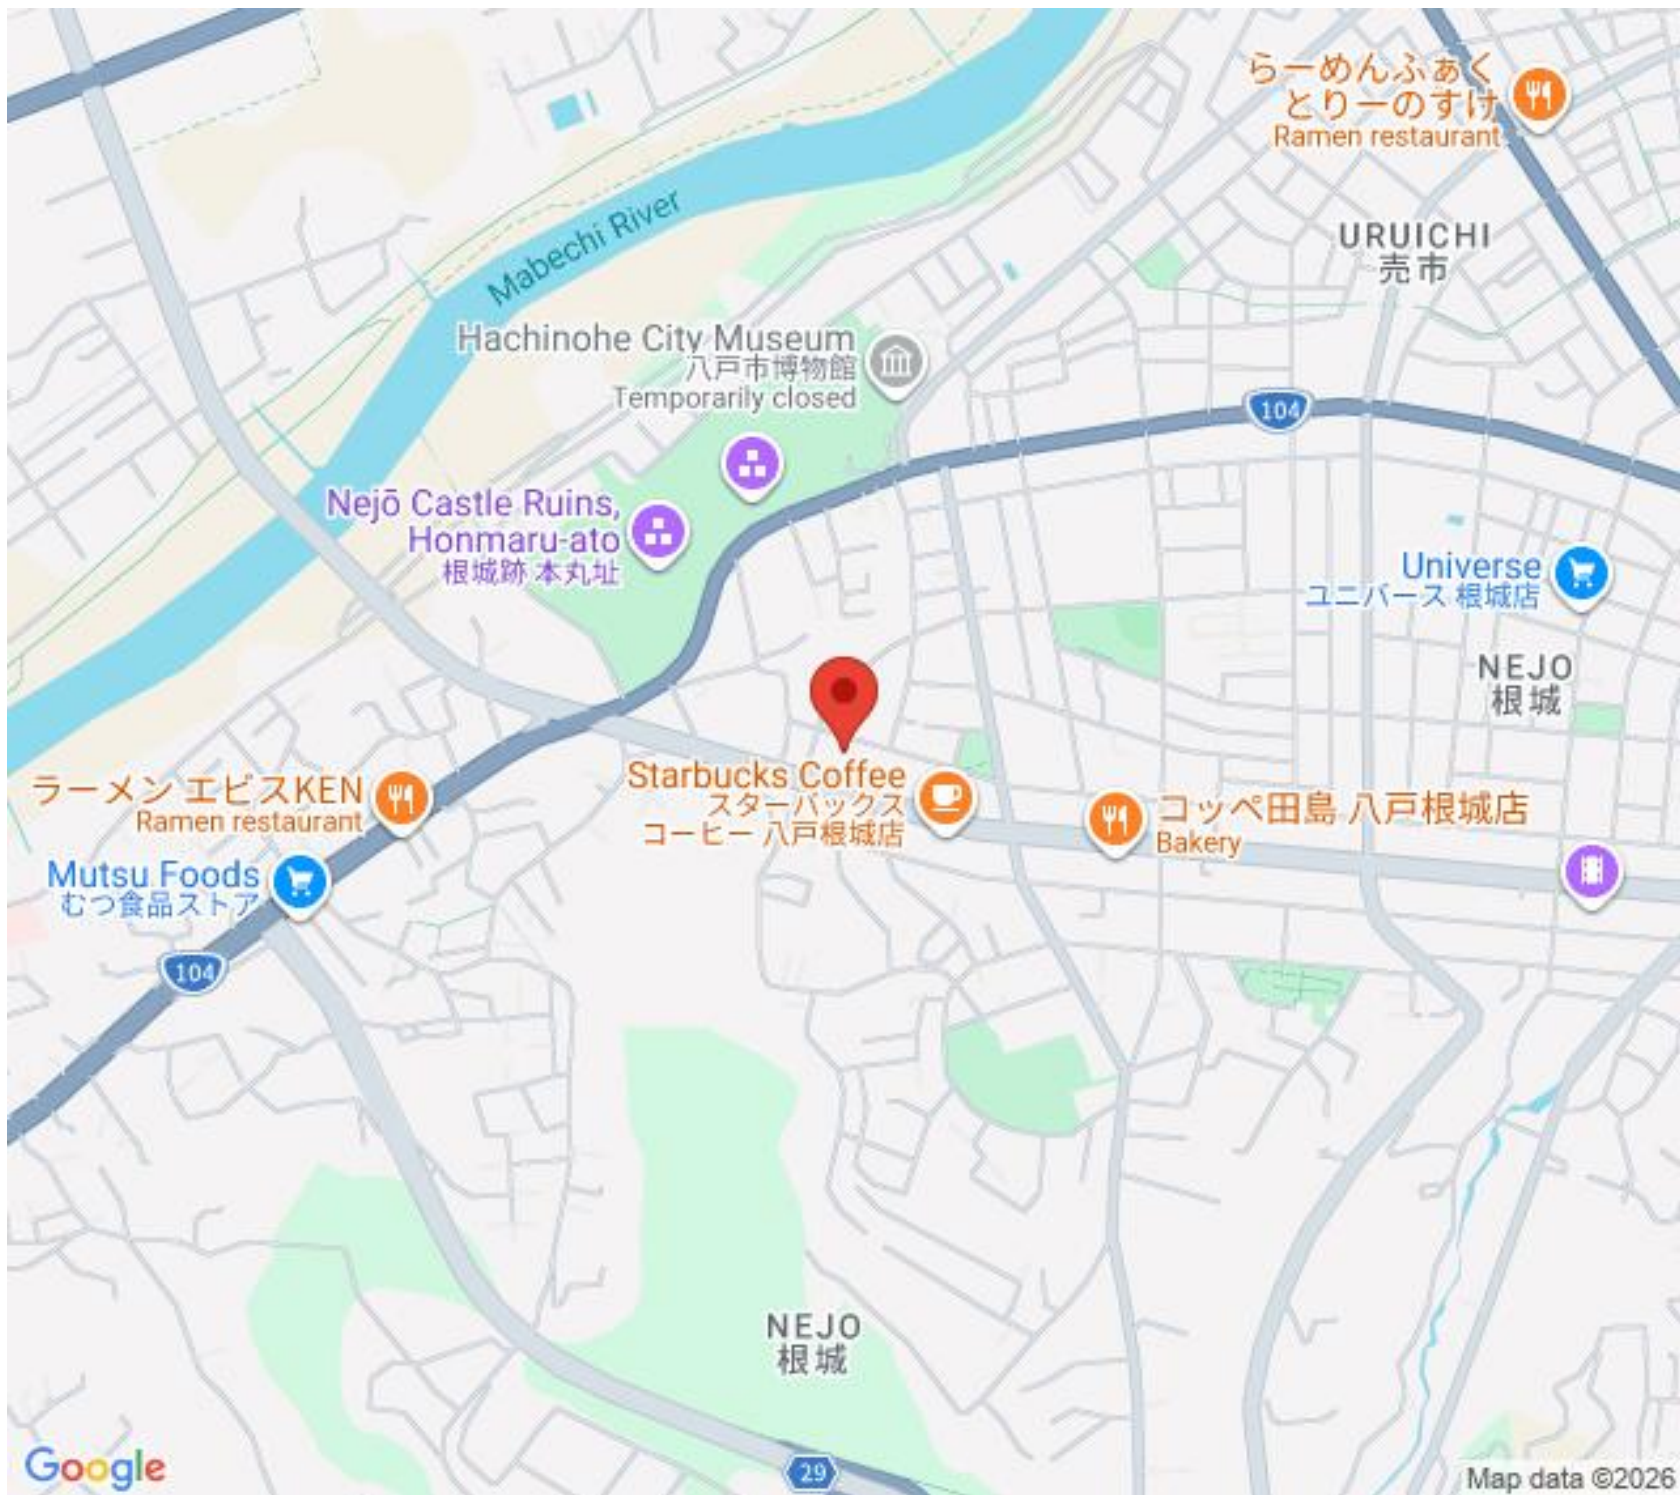 らーめんふぁく
とりーのすけ
Ramen restaurant
URUICHI
売市
Mabechi River
Hachinohe City Museum
八戸市博物館
Temporarily closed
104
Nejō Castle Ruins,
Honmaru-ato
根城跡 本丸址
Universe
ユニバース 根城店
NEJO
根城
ラーメン エビスKEN
Ramen restaurant
Starbucks Coffee
スターバックス
コーヒー 八戸根城店
コッペ田島 八戸根城店
Bakery
Mutsu Foods
むつ食品ストア
104
NEJO
根城
29
Google
Map data ©2026